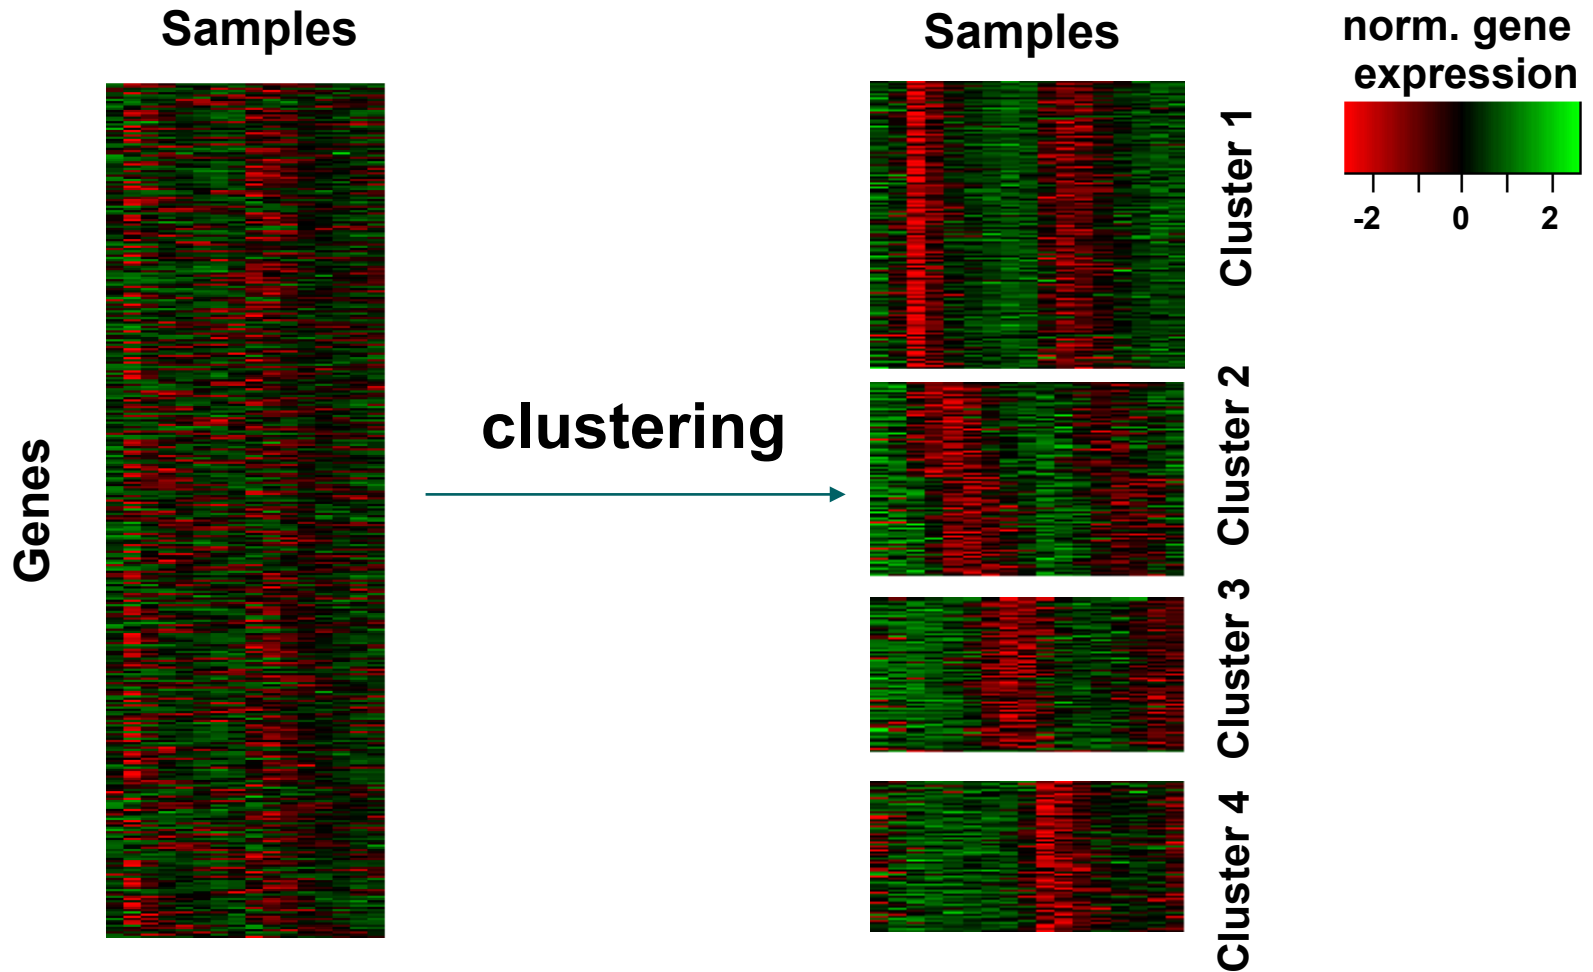 Samples
Genes
clustering
Samples
Cluster 1
Cluster 2
Cluster 3
Cluster 4
norm. gene
expression
-2 0 2